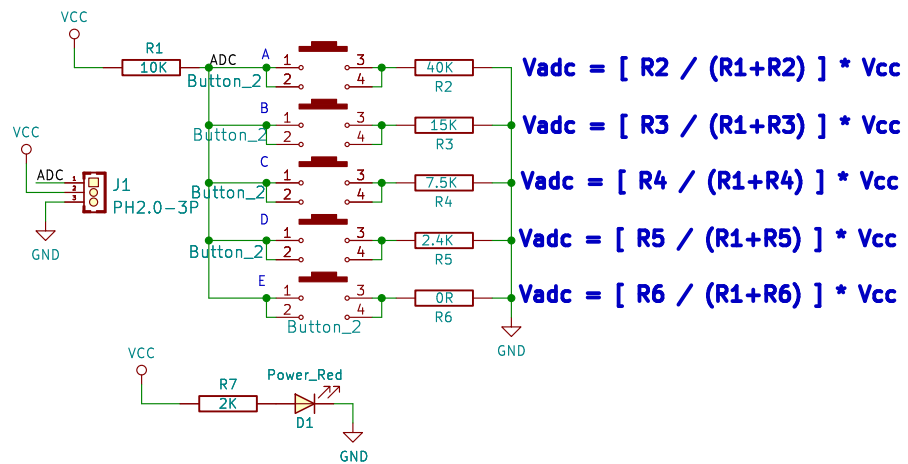 VCC
R1
10K
ADC
A
1
2
3
4
Button_2
40K
R2
Vadc = [ R2 / (R1+R2) ] * Vcc
B
1
2
3
4
Button_2
15K
R3
Vadc = [ R3 / (R1+R3) ] * Vcc
VCC
ADC
1
2
3
J1
PH2.0-3P
GND
C
1
2
3
4
Button_2
7.5K
R4
Vadc = [ R4 / (R1+R4) ] * Vcc
D
1
2
3
4
Button_2
2.4K
R5
Vadc = [ R5 / (R1+R5) ] * Vcc
E
1
2
3
4
Button_2
0R
R6
Vadc = [ R6 / (R1+R6) ] * Vcc
GND
VCC
R7
2K
Power_Red
D1
GND